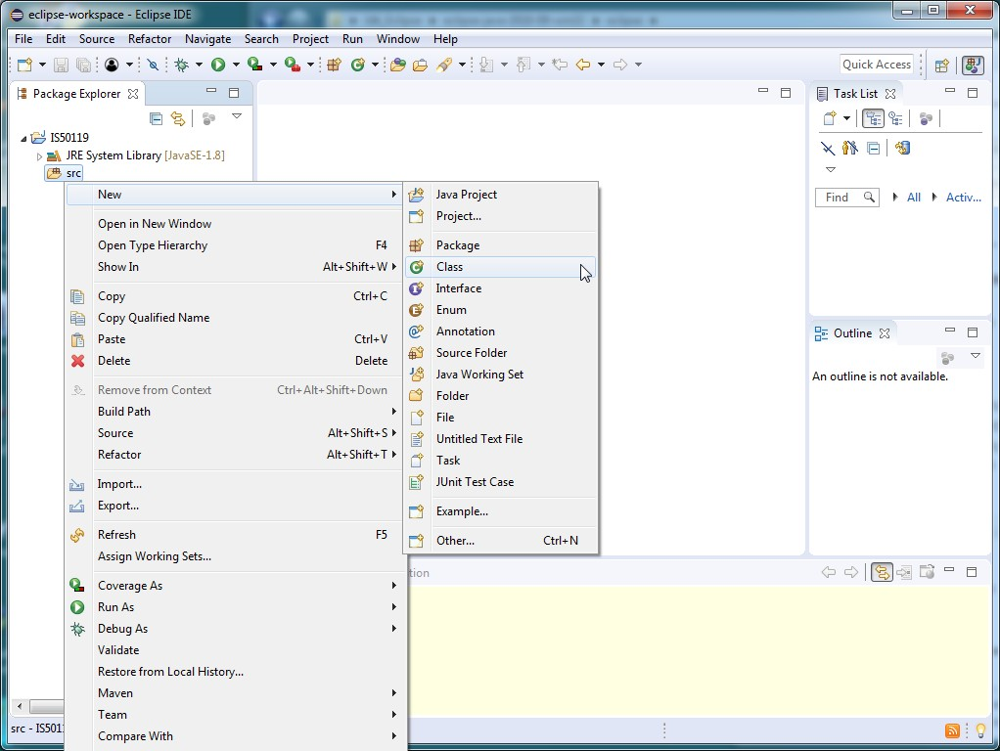 eclipse-workspace - Eclipse IDE
File Edit Source Refactor Navigate Search Project Run Window Help
Quick Access
Package Explorer
IS50119
JRE System Library [JavaSE-1.8]
src
New
Open in New Window
Open Type Hierarchy F4
Show In Alt+Shift+W
Copy Ctrl+C
Copy Qualified Name
Paste Ctrl+V
Delete Delete
Remove from Context Ctrl+Alt+Shift+Down
Build Path
Source Alt+Shift+S
Refactor Alt+Shift+T
Import...
Export...
Refresh F5
Assign Working Sets...
Coverage As
Run As
Debug As
Validate
Restore from Local History...
Maven
Team
Compare With
Java Project
Project...
Package
Class
Interface
Enum
Annotation
Source Folder
Java Working Set
Folder
File
Untitled Text File
Task
JUnit Test Case
Example...
Other... Ctrl+N
Task List
Find All Activ...
Outline
An outline is not available.
tion
src - IS501